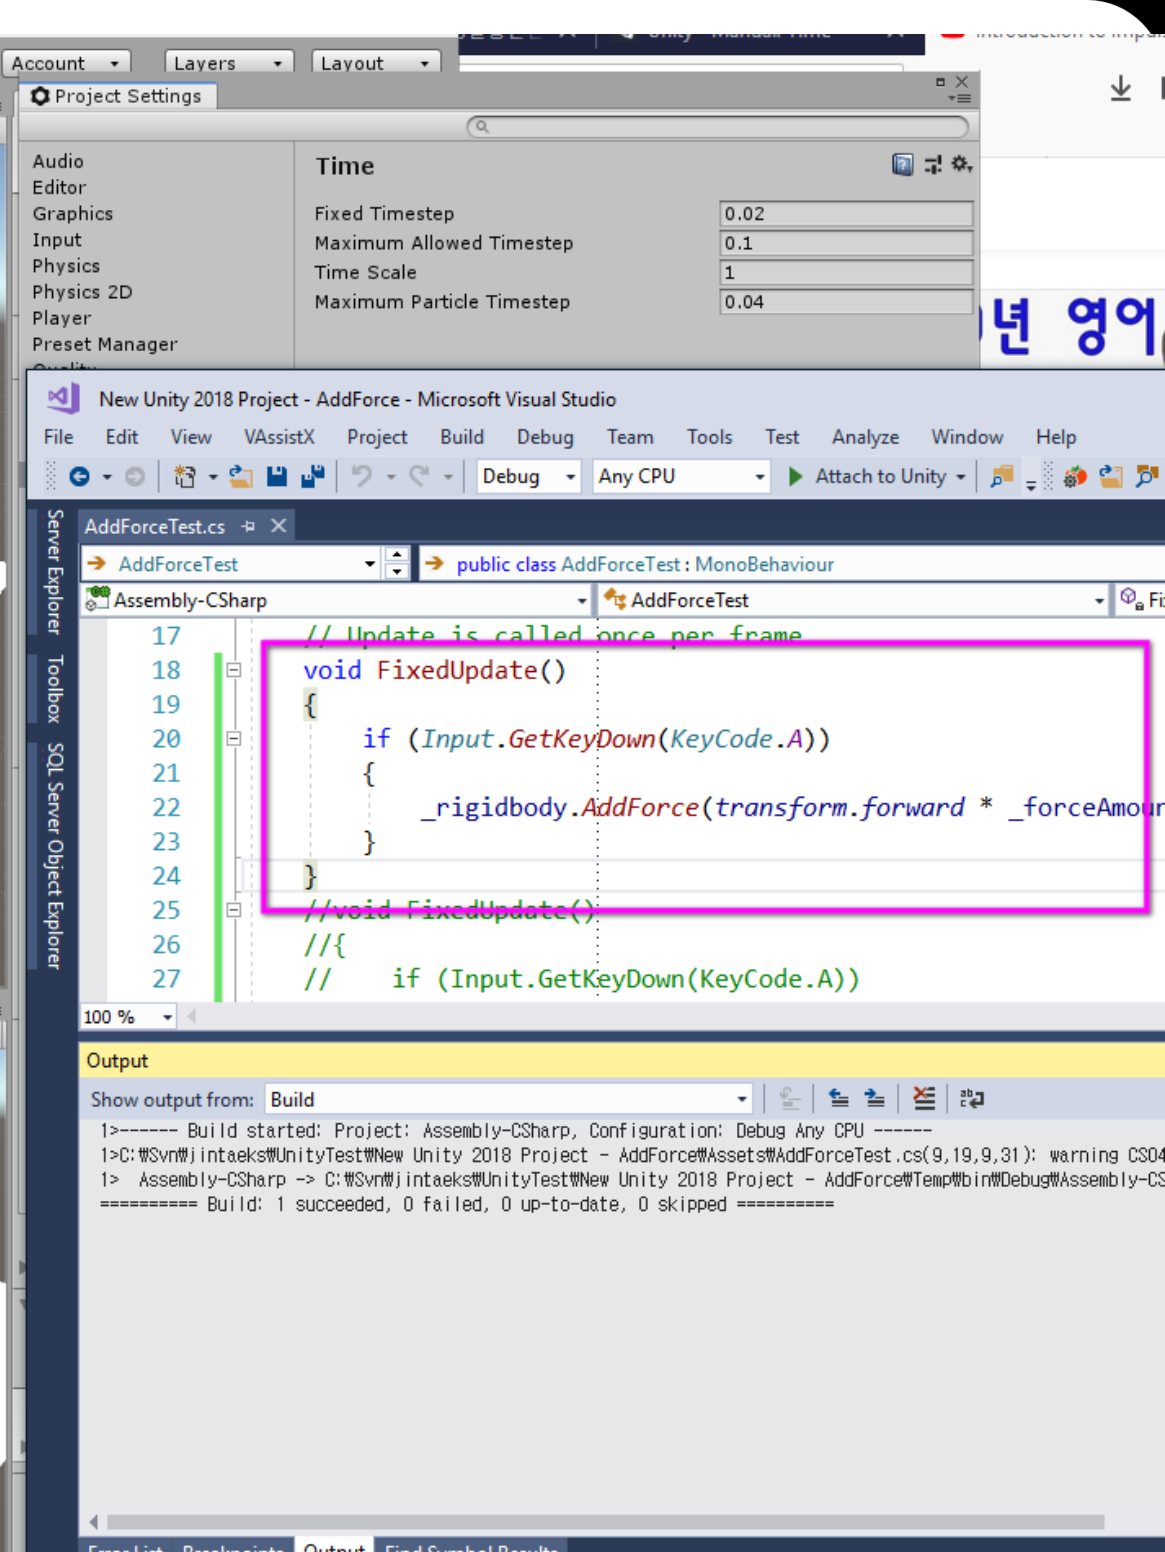 Account
Layers
Layout
Project Settings
Audio
Editor
Graphics
Input
Physics
Physics 2D
Player
Preset Manager
Quality
Time
Fixed Timestep 0.02
Maximum Allowed Timestep 0.1
Time Scale 1
Maximum Particle Timestep 0.04
년 영어
New Unity 2018 Project - AddForce - Microsoft Visual Studio
File Edit View VAssistX Project Build Debug Team Tools Test Analyze Window Help
Debug Any CPU Attach to Unity
Server Explorer
Toolbox
SQL Server Object Explorer
AddForceTest.cs
AddForceTest public class AddForceTest : MonoBehaviour
Assembly-CSharp AddForceTest
17 // Update is called once per frame
18 void FixedUpdate()
19 {
20 if (Input.GetKeyDown(KeyCode.A))
21 {
22 _rigidbody.AddForce(transform.forward * _forceAmour
23 }
24 }
25 //void FixedUpdate()
26 //{
27 // if (Input.GetKeyDown(KeyCode.A))
100 %
Output
Show output from: Build
1>------ Build started: Project: Assembly-CSharp, Configuration: Debug Any CPU ------
1>C:₩Svn₩jintaeks₩UnityTest₩New Unity 2018 Project - AddForce₩Assets₩AddForceTest.cs(9,19,9,31): warning CS04
1> Assembly-CSharp -> C:₩Svn₩jintaeks₩UnityTest₩New Unity 2018 Project - AddForce₩Temp₩bin₩Debug₩Assembly-CS
========== Build: 1 succeeded, 0 failed, 0 up-to-date, 0 skipped ==========
Error List Breakpoints Output Find Symbol Results